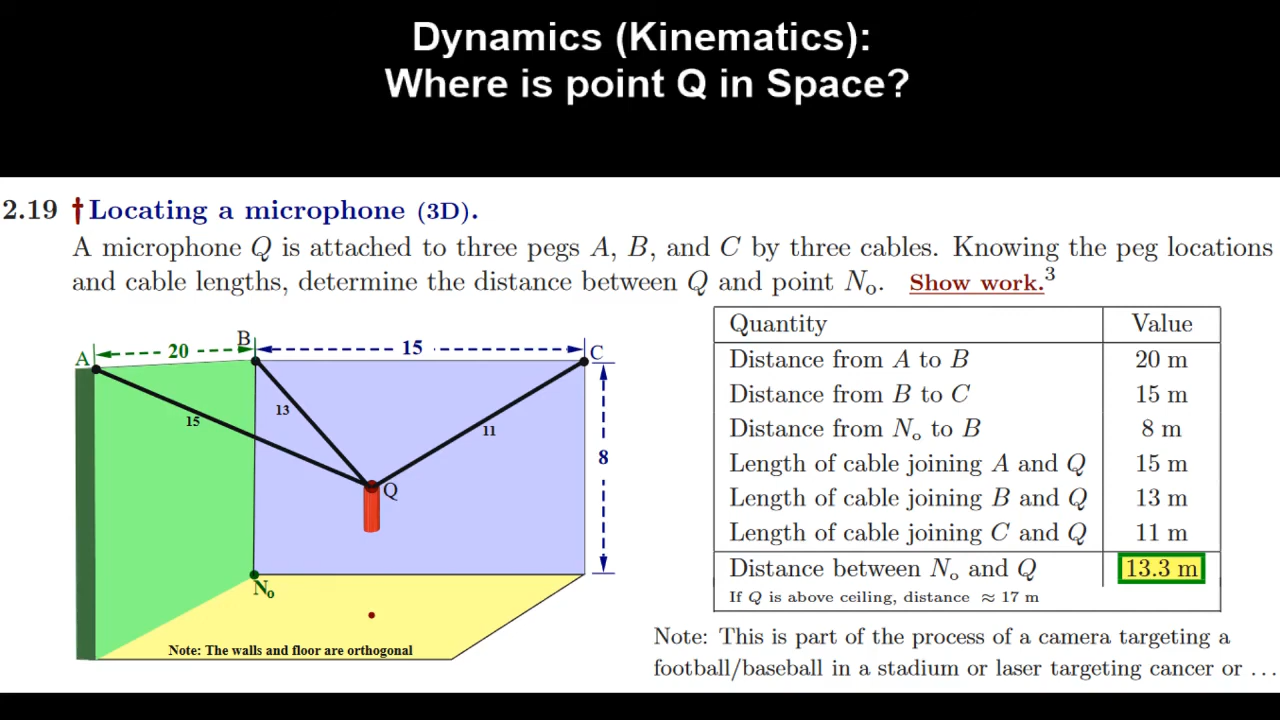 Dynamics (Kinematics):
Where is point Q in Space?
2.19 †Locating a microphone (3D).
A microphone Q is attached to three pegs A, B, and C by three cables. Knowing the peg locations
and cable lengths, determine the distance between Q and point Nₒ. Show work.³
A
20
B
15
C
15
13
11
Q
8
Nₒ
Note: The walls and floor are orthogonal
Quantity Value
Distance from A to B 20 m
Distance from B to C 15 m
Distance from Nₒ to B 8 m
Length of cable joining A and Q 15 m
Length of cable joining B and Q 13 m
Length of cable joining C and Q 11 m
Distance between Nₒ and Q 13.3 m
If Q is above ceiling, distance ≈ 17 m
Note: This is part of the process of a camera targeting a
football/baseball in a stadium or laser targeting cancer or ...